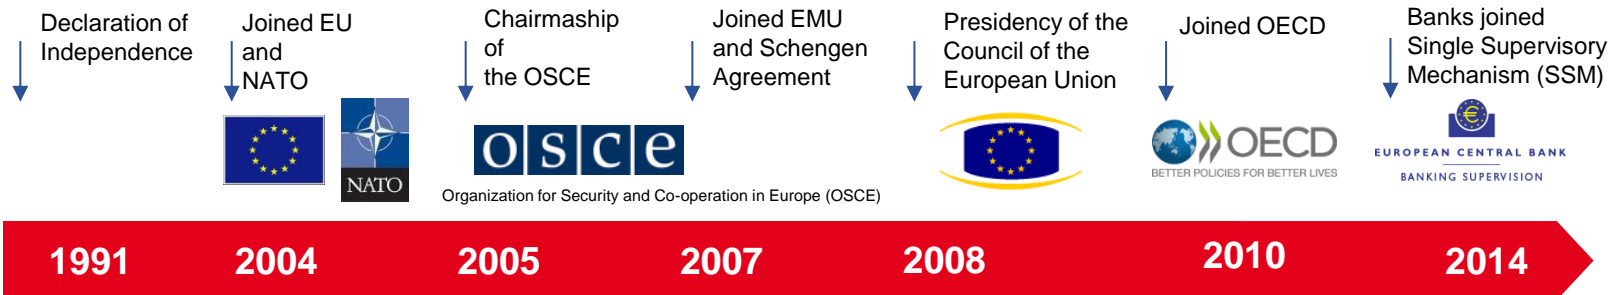 Declaration of
Independence
Joined EU
and
NATO
Chairmaship
of
the OSCE
Joined EMU
and Schengen
Agreement
Presidency of the
Council of the
European Union
Joined OECD
Banks joined
Single Supervisory
Mechanism (SSM)
NATO
osce
Organization for Security and Co-operation in Europe (OSCE)
OECD
BETTER POLICIES FOR BETTER LIVES
€
EUROPEAN CENTRAL BANK
BANKING SUPERVISION
1991
2004
2005
2007
2008
2010
2014